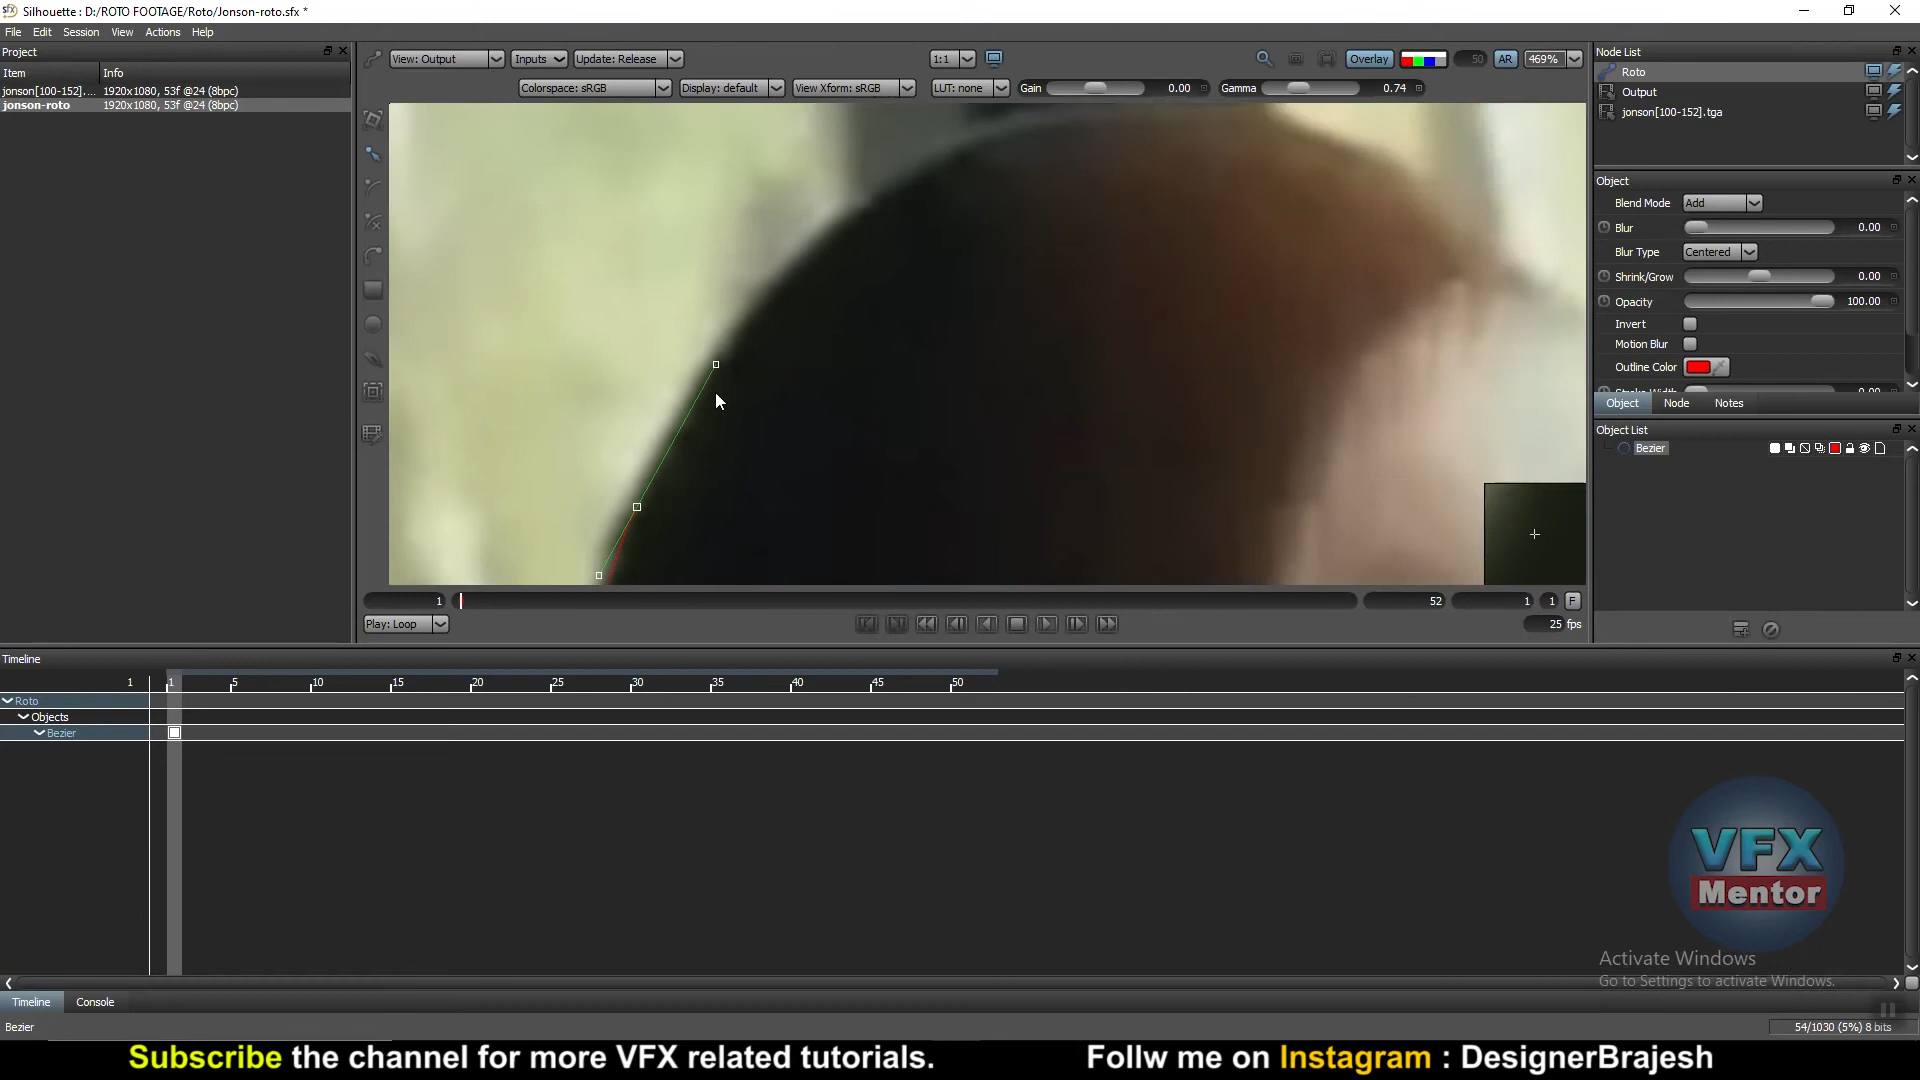 Silhouette : D:/ROTO FOOTAGE/Roto/Jonson-roto.sfx *
File Edit Session View Actions Help
Project
Item Info
jonson[100-152].... 1920x1080, 53f @24 (8bpc)
jonson-roto 1920x1080, 53f @24 (8bpc)
View: Output Inputs Update: Release 1:1 Overlay 50 AR 469%
Colorspace: sRGB Display: default View Xform: sRGB LUT: none Gain 0.00 Gamma 0.74
Node List
Roto
Output
jonson[100-152].tga
Object
Blend Mode Add
Blur 0.00
Blur Type Centered
Shrink/Grow 0.00
Opacity 100.00
Invert
Motion Blur
Outline Color
Object Node Notes
Object List
Bezier
1 52 1 1 F
Play: Loop 25 fps
Timeline
1 1 5 10 15 20 25 30 35 40 45 50
Roto
Objects
Bezier
VFX
Mentor
Activate Windows
Go to Settings to activate Windows.
Timeline Console
Bezier 54/1030 (5%) 8 bits
Subscribe the channel for more VFX related tutorials. Follw me on Instagram : DesignerBrajesh